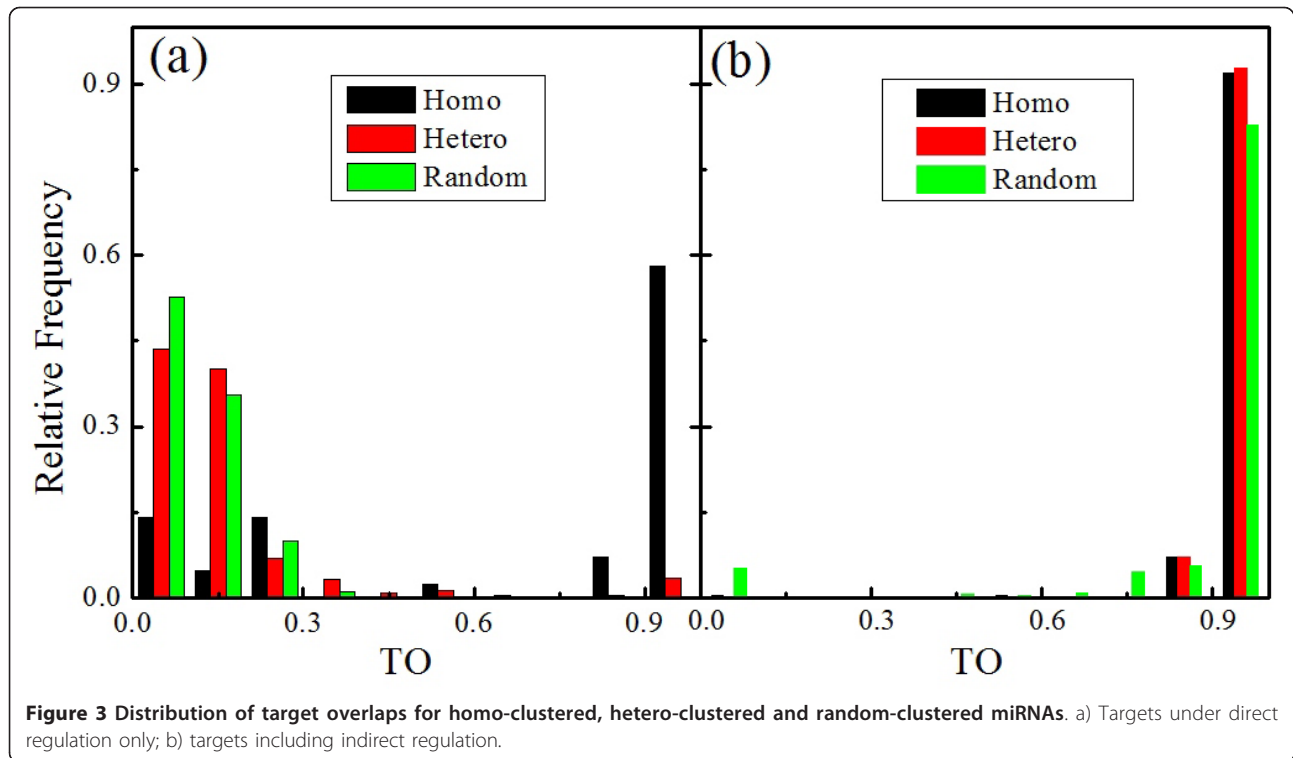 (a)
Homo
Hetero
Random
(b)
Homo
Hetero
Random
Relative Frequency
0.9
0.6
0.3
0.0
0.0 0.3 0.6 0.9
TO
0.0 0.3 0.6 0.9
TO
Figure 3 Distribution of target overlaps for homo-clustered, hetero-clustered and random-clustered miRNAs. a) Targets under direct
regulation only; b) targets including indirect regulation.